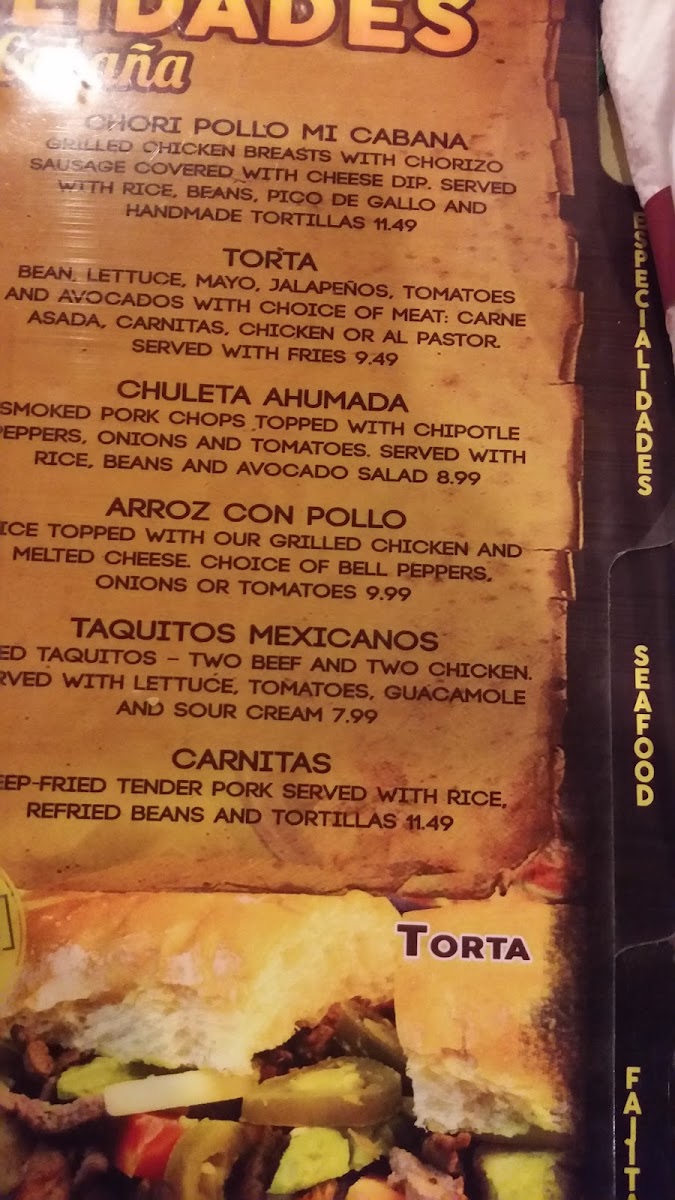 LIDADES
Cabaña
CHORI POLLO MI CABANA
GRILLED CHICKEN BREASTS WITH CHORIZO
SAUSAGE COVERED WITH CHEESE DIP. SERVED
WITH RICE, BEANS, PICO DE GALLO AND
HANDMADE TORTILLAS 11.49
TORTA
BEAN, LETTUCE, MAYO, JALAPEÑOS, TOMATOES
AND AVOCADOS WITH CHOICE OF MEAT: CARNE
ASADA, CARNITAS, CHICKEN OR AL PASTOR.
SERVED WITH FRIES 9.49
CHULETA AHUMADA
SMOKED PORK CHOPS TOPPED WITH CHIPOTLE
PEPPERS, ONIONS AND TOMATOES. SERVED WITH
RICE, BEANS AND AVOCADO SALAD 8.99
ARROZ CON POLLO
ICE TOPPED WITH OUR GRILLED CHICKEN AND
MELTED CHEESE. CHOICE OF BELL PEPPERS,
ONIONS OR TOMATOES 9.99
TAQUITOS MEXICANOS
ED TAQUITOS – TWO BEEF AND TWO CHICKEN.
RVED WITH LETTUCE, TOMATOES, GUACAMOLE
AND SOUR CREAM 7.99
CARNITAS
EEP-FRIED TENDER PORK SERVED WITH RICE,
REFRIED BEANS AND TORTILLAS 11.49
TORTA
ESPECIALIDADES
SEAFOOD
FAJITA